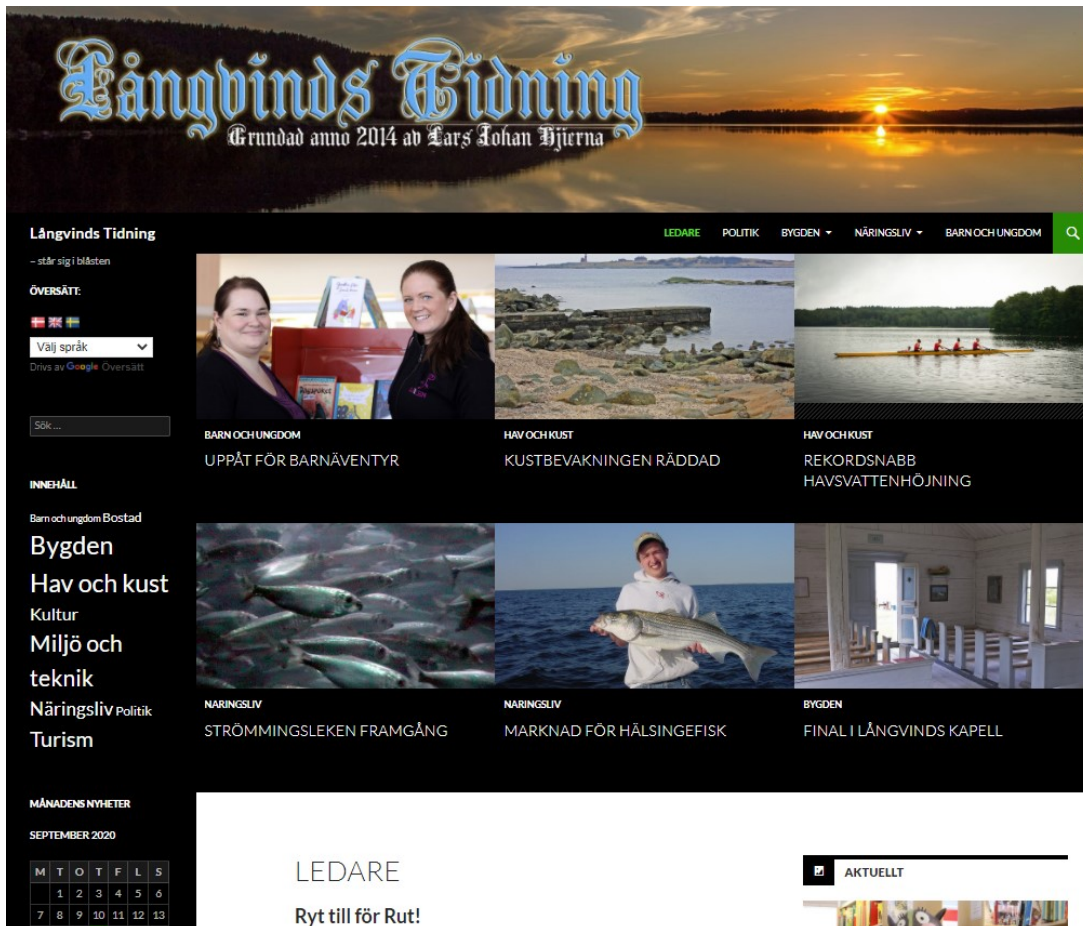 Långvinds Tidning
Grundad anno 2014 av Lars Johan Hjierna
Långvinds Tidning
LEDARE POLITIK BYGDEN NÄRINGSLIV BARN OCH UNGDOM
– står sig i blåsten
ÖVERSÄTT:
Välj språk
Drivs av Google Översätt
Sök ...
INNEHÅLL
Barn och ungdom Bostad
Bygden
Hav och kust
Kultur
Miljö och
teknik
Näringsliv Politik
Turism
MÅNADENS NYHETER
SEPTEMBER 2020
M T O T F L S
1 2 3 4 5 6
7 8 9 10 11 12 13
BARN OCH UNGDOM
UPPÅT FÖR BARNÄVENTYR
HAV OCH KUST
KUSTBEVAKNINGEN RÄDDAD
HAV OCH KUST
REKORDSNABB
HAVSVATTENHÖJNING
NÄRINGSLIV
STRÖMMINGSLEKEN FRAMGÅNG
NÄRINGSLIV
MARKNAD FÖR HÄLSINGEFISK
BYGDEN
FINAL I LÅNGVINDS KAPELL
LEDARE
Ryt till för Rut!
AKTUELLT